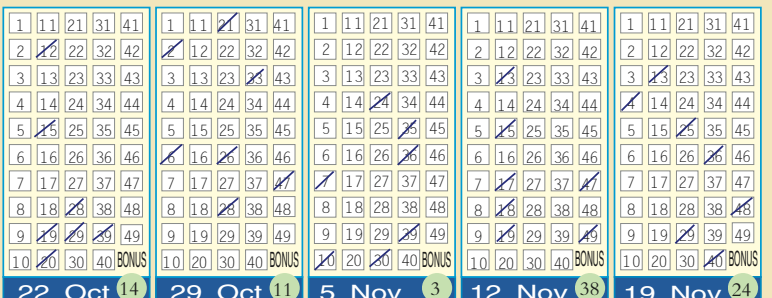 1 11 21 31 41 1 11 21 31 41 1 11 21 31 41 1 11 21 31 41 1 11 21 31 41
2 12 22 32 42 2 12 22 32 42 2 12 22 32 42 2 12 22 32 42 2 12 22 32 42
3 13 23 33 43 3 13 23 33 43 3 13 23 33 43 3 13 23 33 43 3 13 23 33 43
4 14 24 34 44 4 14 24 34 44 4 14 24 34 44 4 14 24 34 44 4 14 24 34 44
5 15 25 35 45 5 15 25 35 45 5 15 25 35 45 5 15 25 35 45 5 15 25 35 45
6 16 26 36 46 6 16 26 36 46 6 16 26 36 46 6 16 26 36 46 6 16 26 36 46
7 17 27 37 47 7 17 27 37 47 7 17 27 37 47 7 17 27 37 47 7 17 27 37 47
8 18 28 38 48 8 18 28 38 48 8 18 28 38 48 8 18 28 38 48 8 18 28 38 48
9 19 29 39 49 9 19 29 39 49 9 19 29 39 49 9 19 29 39 49 9 19 29 39 49
10 20 30 40 BONUS 10 20 30 40 BONUS 10 20 30 40 BONUS 10 20 30 40 BONUS 10 20 30 40 BONUS
22 Oct 14 29 Oct 11 5 Nov 3 12 Nov 38 19 Nov 24